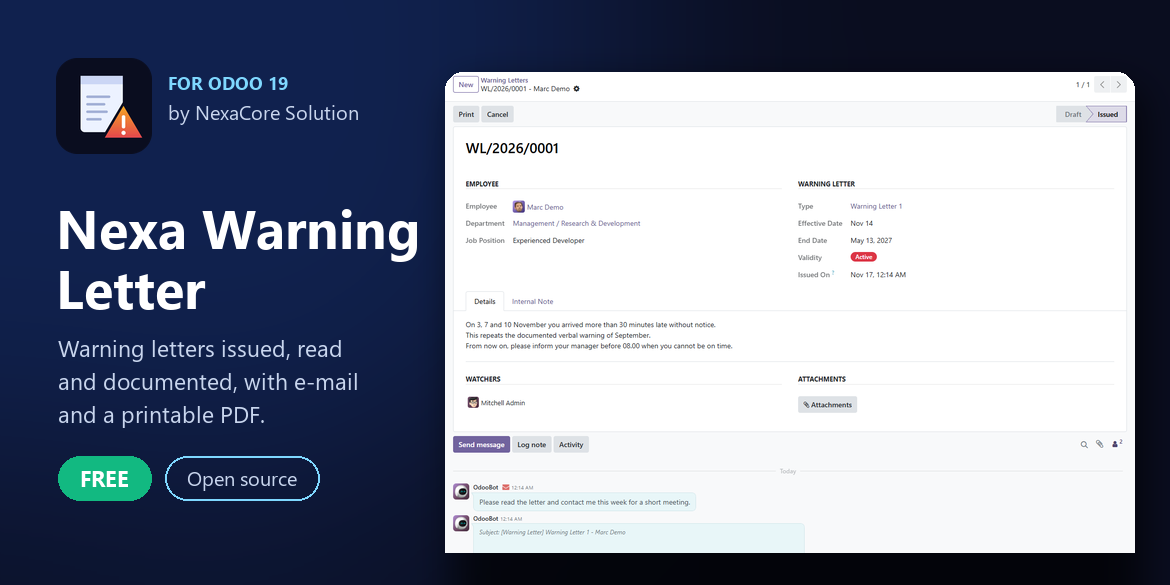 FOR ODOO 19
by NexaCore Solution
Nexa Warning
Letter
Warning letters issued, read
and documented, with e-mail
and a printable PDF.
FREE
Open source
New
Warning Letters
WL/2026/0001 - Marc Demo
1 / 1
Print
Cancel
Draft
Issued
WL/2026/0001
EMPLOYEE
Employee
Marc Demo
Department
Management / Research & Development
Job Position
Experienced Developer
WARNING LETTER
Type
Warning Letter 1
Effective Date
Nov 14
End Date
May 13, 2027
Validity
Active
Issued On ?
Nov 17, 12:14 AM
Details
Internal Note
On 3, 7 and 10 November you arrived more than 30 minutes late without notice.
This repeats the documented verbal warning of September.
From now on, please inform your manager before 08.00 when you cannot be on time.
WATCHERS
Mitchell Admin
ATTACHMENTS
Attachments
Send message
Log note
Activity
2
Today
OdooBot
12:14 AM
Please read the letter and contact me this week for a short meeting.
OdooBot
12:14 AM
Subject: [Warning Letter] Warning Letter 1 - Marc Demo